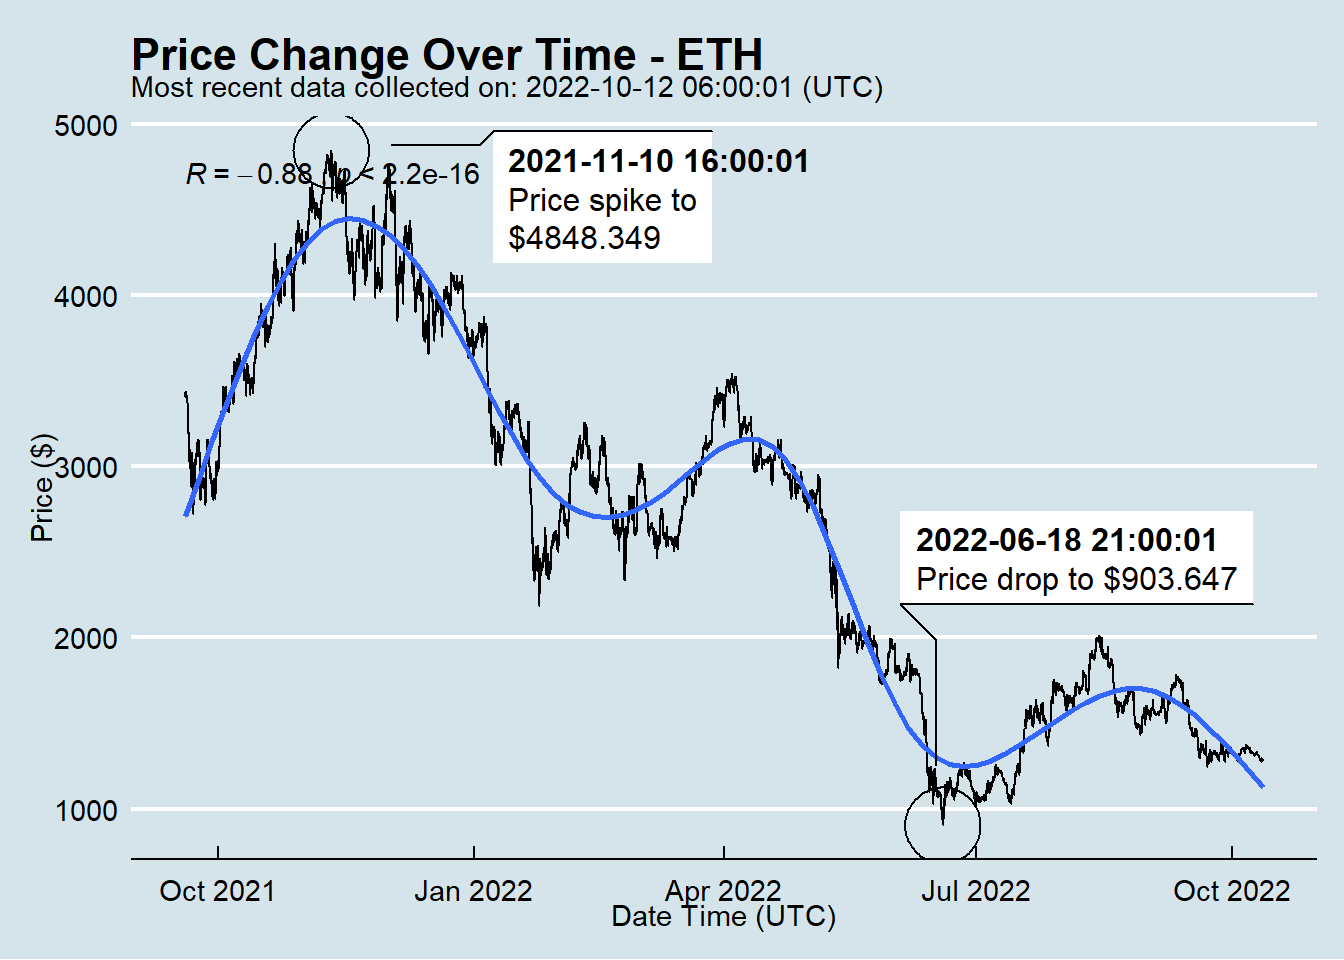 Price Change Over Time - ETH
Most recent data collected on: 2022-10-12 06:00:01 (UTC)
5000
R = −0.88, p < 2.2e-16
2021-11-10 16:00:01
Price spike to
$4848.349
4000
3000
Price ($)
2022-06-18 21:00:01
Price drop to $903.647
2000
1000
Oct 2021 Jan 2022 Apr 2022 Jul 2022 Oct 2022
Date Time (UTC)